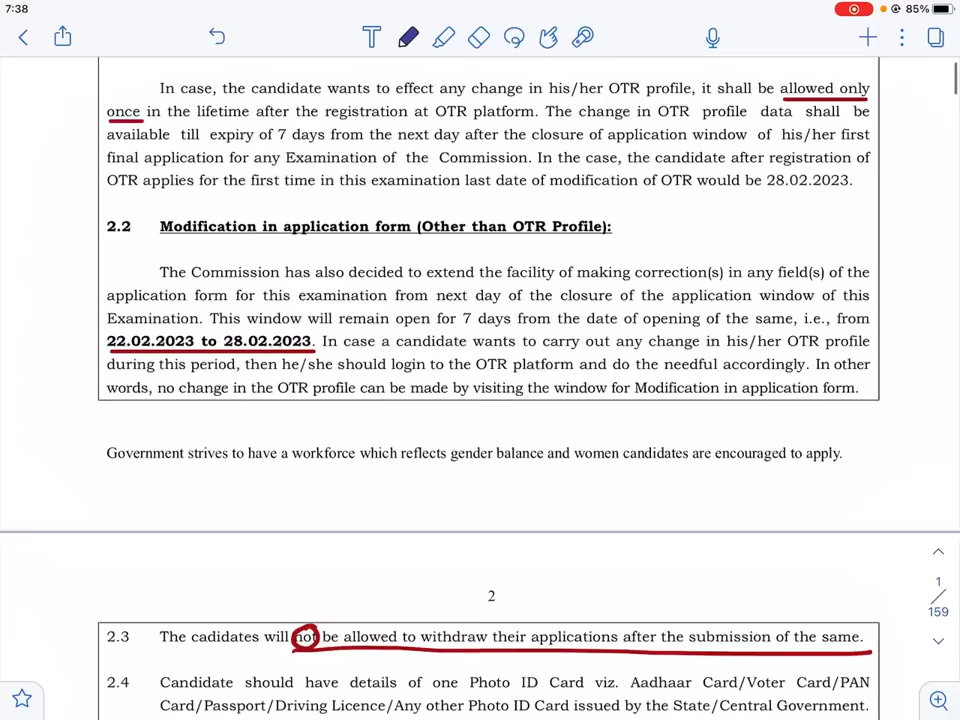 7:38
85%
In case, the candidate wants to effect any change in his/her OTR profile, it shall be allowed only
once in the lifetime after the registration at OTR platform. The change in OTR profile data shall be
available till expiry of 7 days from the next day after the closure of application window of his/her first
final application for any Examination of the Commission. In the case, the candidate after registration of
OTR applies for the first time in this examination last date of modification of OTR would be 28.02.2023.
2.2 Modification in application form (Other than OTR Profile):
The Commission has also decided to extend the facility of making correction(s) in any field(s) of the
application form for this examination from next day of the closure of the application window of this
Examination. This window will remain open for 7 days from the date of opening of the same, i.e., from
22.02.2023 to 28.02.2023. In case a candidate wants to carry out any change in his/her OTR profile
during this period, then he/she should login to the OTR platform and do the needful accordingly. In other
words, no change in the OTR profile can be made by visiting the window for Modification in application form.
Government strives to have a workforce which reflects gender balance and women candidates are encouraged to apply.
1
/
159
2
2.3 The cadidates will not be allowed to withdraw their applications after the submission of the same.
2.4 Candidate should have details of one Photo ID Card viz. Aadhaar Card/Voter Card/PAN
Card/Passport/Driving Licence/Any other Photo ID Card issued by the State/Central Government.